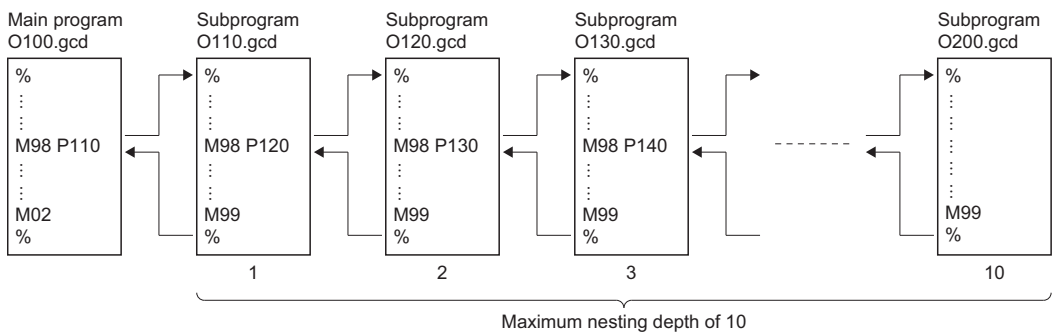 Main program
O100.gcd
%
⋮
⋮
M98 P110
⋮
⋮
M02
%
Subprogram
O110.gcd
%
⋮
⋮
M98 P120
⋮
⋮
M99
%
1
Subprogram
O120.gcd
%
⋮
⋮
M98 P130
⋮
⋮
M99
%
2
Subprogram
O130.gcd
%
⋮
⋮
M98 P140
⋮
⋮
M99
%
3
Subprogram
O200.gcd
%
⋮
⋮
⋮
⋮
⋮
M99
%
10
Maximum nesting depth of 10